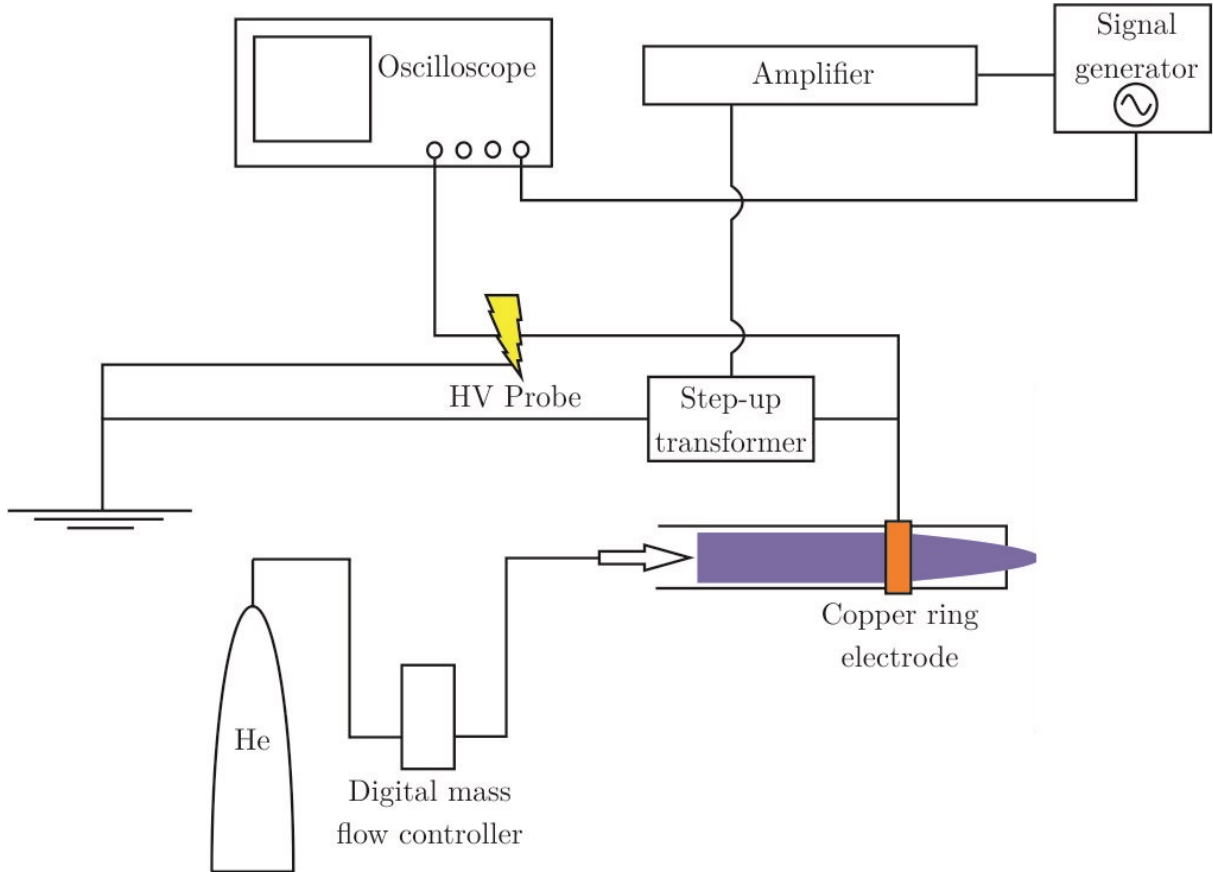 Oscilloscope
Amplifier
Signal
generator
HV Probe
Step-up
transformer
Copper ring
electrode
He
Digital mass
flow controller